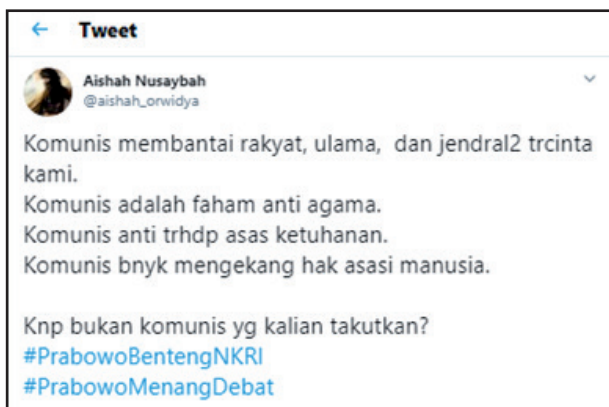 Tweet
Aishah Nusaybah
@aishah_orwidya
Komunis membantai rakyat, ulama, dan jendral2 trcinta
kami.
Komunis adalah faham anti agama.
Komunis anti trhdp asas ketuhanan.
Komunis bnyk mengekang hak asasi manusia.
Knp bukan komunis yg kalian takutkan?
#PrabowoBentengNKRI
#PrabowoMenangDebat